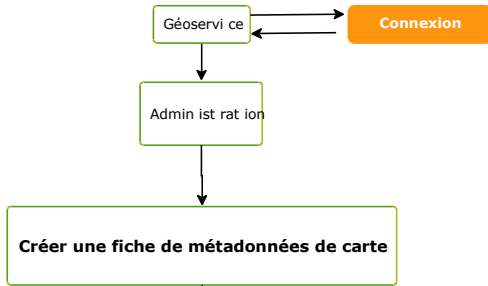 Géoservi ce
Connexion
Admin ist rat ion
Créer une fiche de métadonnées de carte